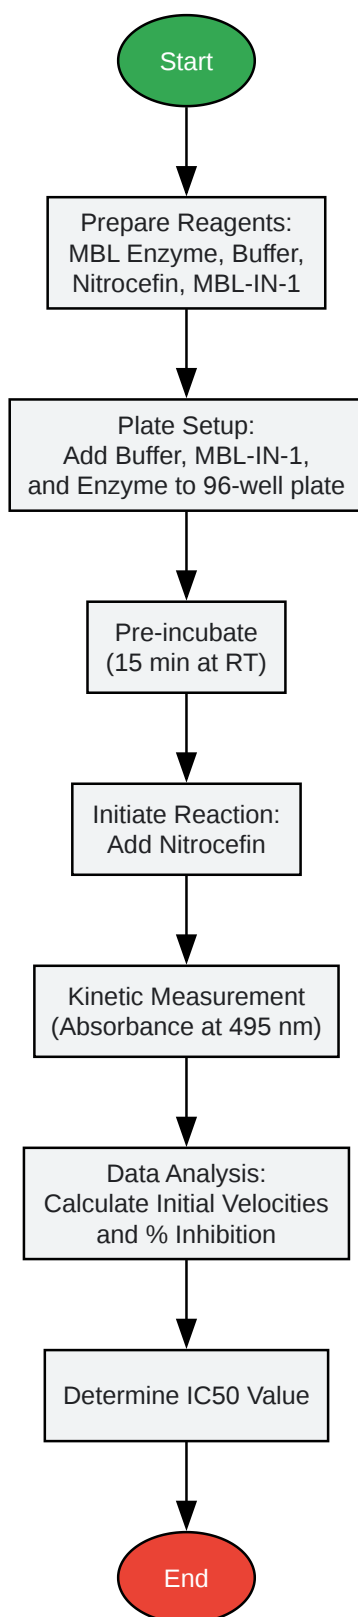 Start
Prepare Reagents:
MBL Enzyme, Buffer,
Nitrocefin, MBL-IN-1
Plate Setup:
Add Buffer, MBL-IN-1,
and Enzyme to 96-well plate
Pre-incubate
(15 min at RT)
Initiate Reaction:
Add Nitrocefin
Kinetic Measurement
(Absorbance at 495 nm)
Data Analysis:
Calculate Initial Velocities
and % Inhibition
Determine IC50 Value
End